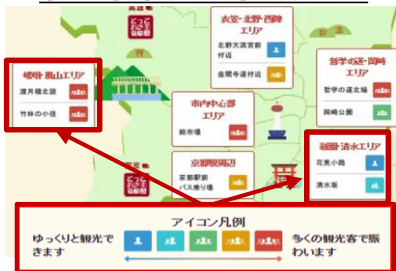 衣笠・北野・西陣
エリア
北野天満宮前
付近
金閣寺道付近
嵯峨・嵐山エリア
渡月橋北詰
竹林の小径
哲学の道・岡崎
エリア
哲学の道北端
岡崎公園
市内中心部
エリア
錦市場
祇園・清水エリア
花見小路
清水坂
京都駅周辺
京都駅前
バス乗り場
アイコン凡例
ゆっくりと観光で
きます
多くの観光客で賑
わいます